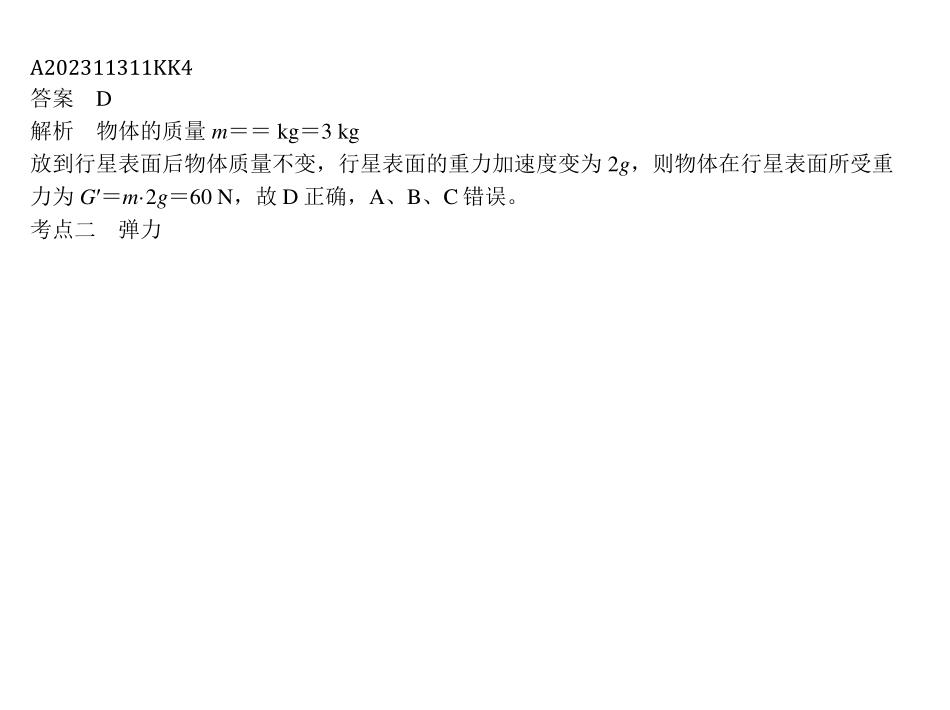 A202311311KK4
答案　D
解析　物体的质量 m＝＝ kg＝3 kg
放到行星表面后物体质量不变，行星表面的重力加速度变为 2g，则物体在行星表面所受重
力为 G′＝m·2g＝60 N，故 D 正确，A、B、C 错误。
考点二　弹力